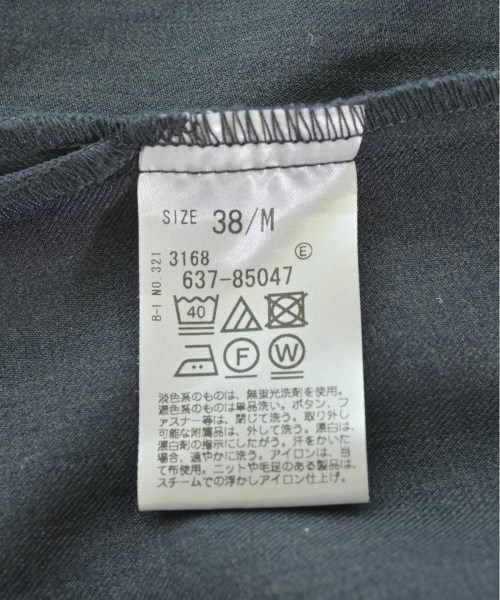 SIZE 38/M
B-1 NO.321
3168 E
637-85047
40
F W
淡色系のものは、無蛍光洗剤を使用。
濃色系のものは単品洗い。ボタン、フ
ァスナー等は、閉じて洗う。取り外し
可能な附属品は、外して洗う。漂白は、
漂白剤の指示にしたがう。汗をかいた
場合、速やかに洗う。アイロンは、当
て布使用。ニットや毛足のある製品は、
スチームでの浮かしアイロン仕上げ。